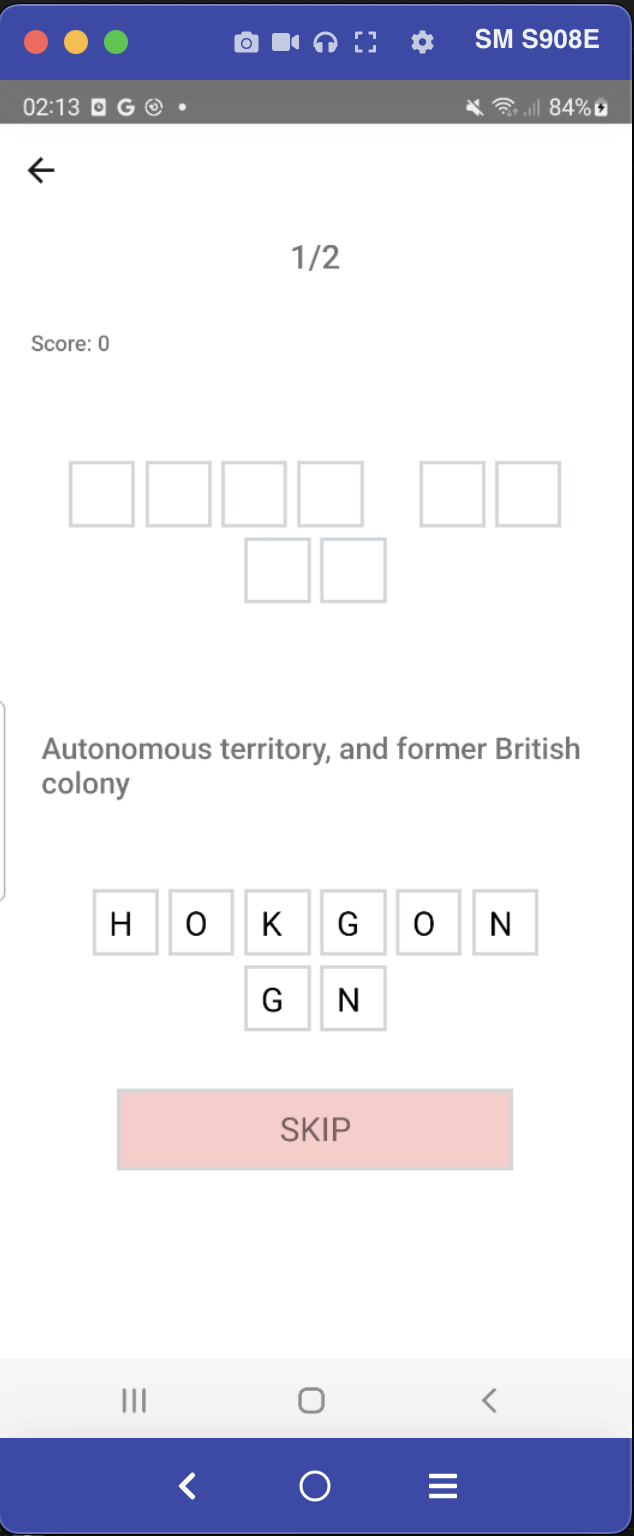 SM S908E
02:13 G 84%
1/2
Score: 0
Autonomous territory, and former British
colony
H O K G O N
G N
SKIP